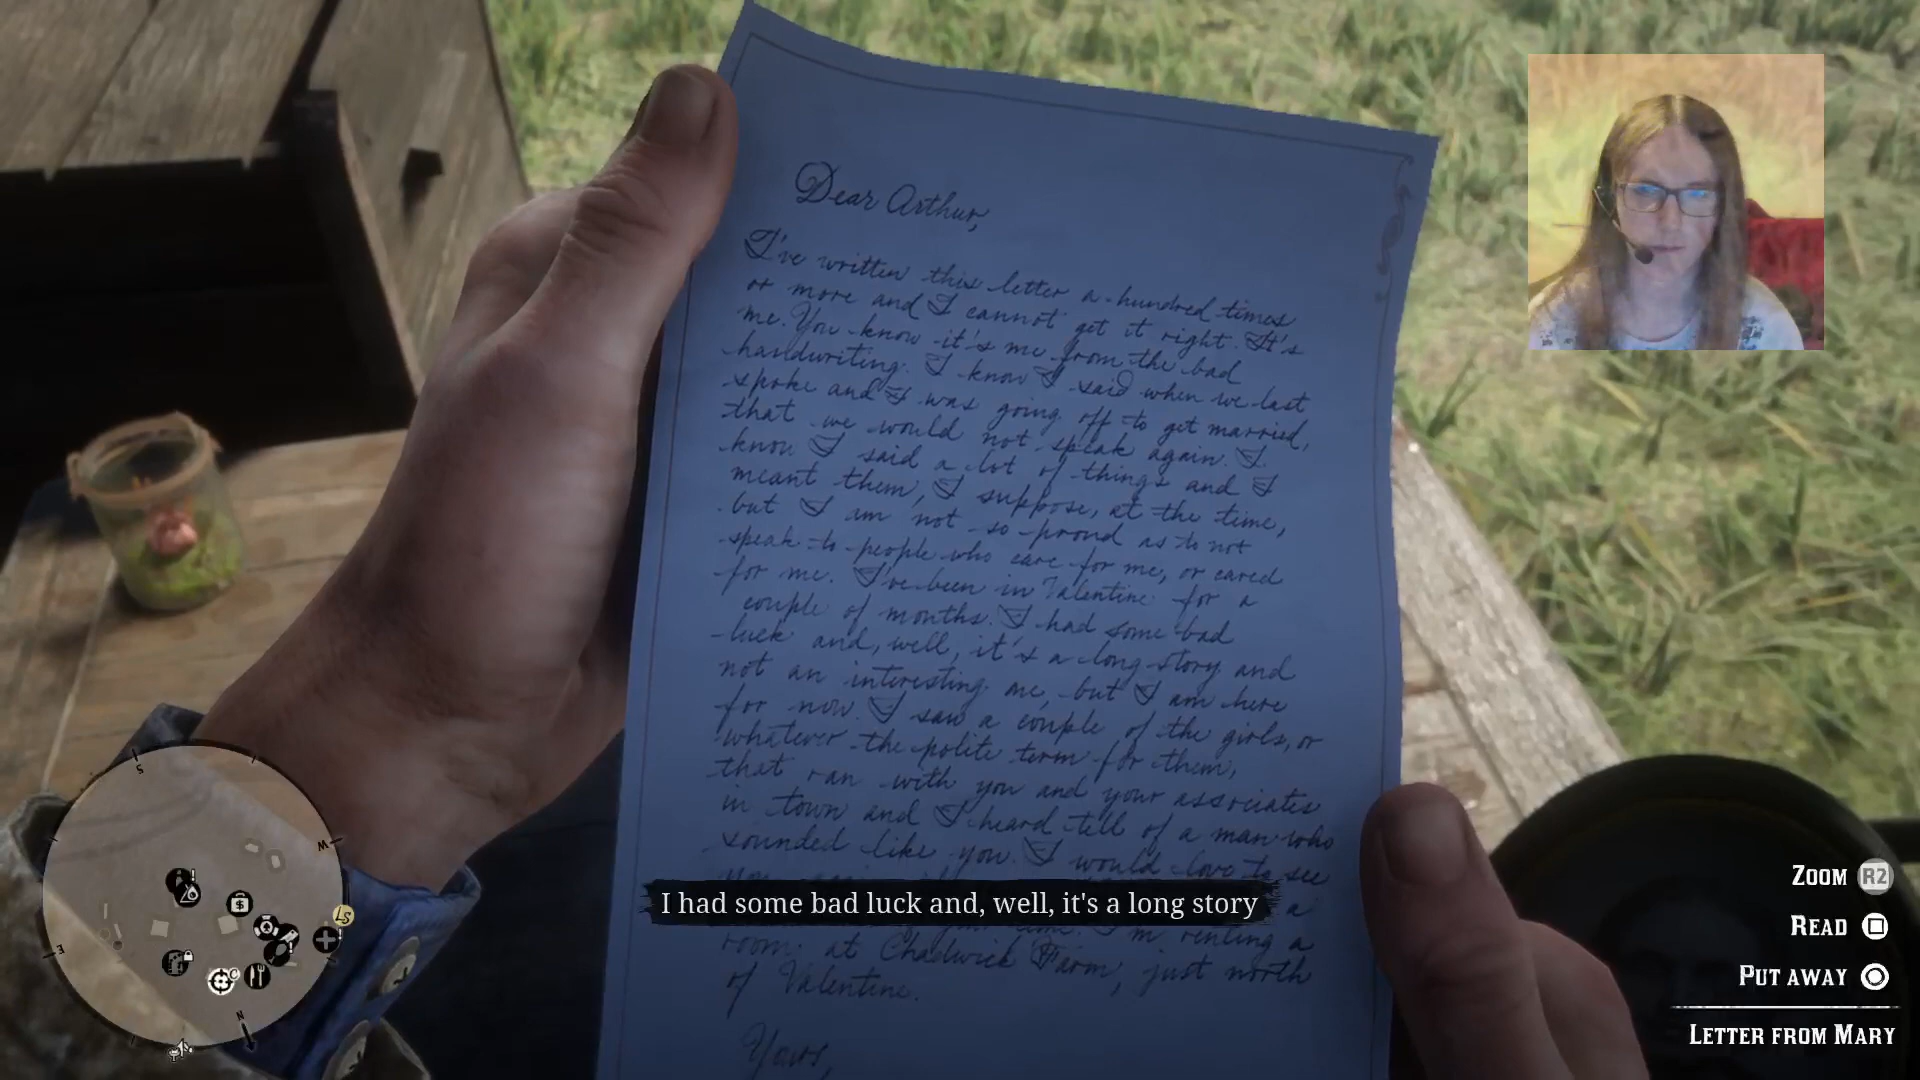 Dear Arthur,
I've written this letter a hundred times
or more and I cannot get it right. It's
me. You know it's me from the bad
handwriting. I know I said when we last
spoke and I was going off to get married,
that we would not speak again. I
know I said a lot of things and I
meant them, I suppose, at the time,
but I am not so proud as to not
speak to people who care for me, or cared
for me. I've been in Valentine for a
couple of months. I had some bad
luck and, well, it's a long story and
not an interesting one, but I am here
for now. I saw a couple of the girls, or
whatever the polite term for them,
that ran with you and your associates
in town and I heard tell of a man who
sounded like you. I would love to see
I had some bad luck and, well, it's a long story
a
I'm renting a
room at Chadwick Farm, just north
of Valentine.
Yours,
S
W
E
N
LS
$
ZOOM R2
READ
PUT AWAY
LETTER FROM MARY